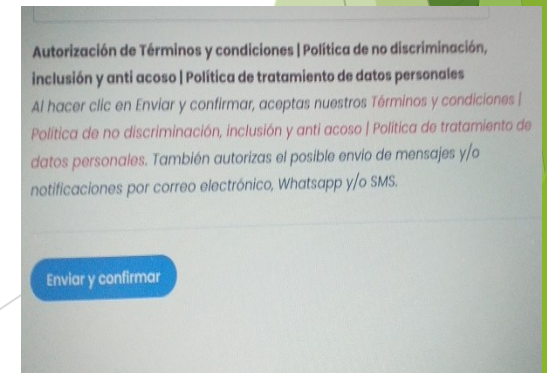 Autorización de Términos y condiciones | Política de no discriminación,
inclusión y anti acoso | Política de tratamiento de datos personales
Al hacer clic en Enviar y confirmar, aceptas nuestros Términos y condiciones |
Política de no discriminación, inclusión y anti acoso | Política de tratamiento de
datos personales. También autorizas el posible envio de mensajes y/o
notificaciones por correo electrónico, Whatsapp y/o SMS.
Enviar y confirmar